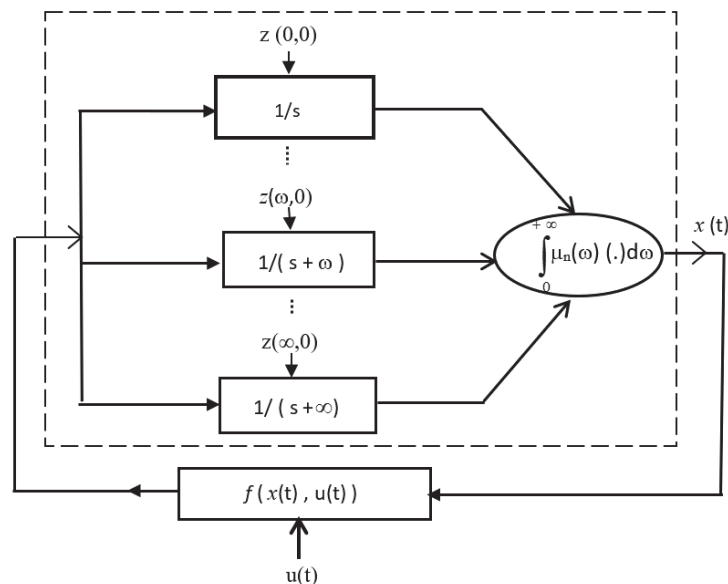 z (0,0)
1/s
z(ω,0)
1/( s + ω )
z(∞,0)
1/ ( s +∞)
+ ∞
∫ μₙ(ω) (.)dω
0
x (t)
f ( x(t) , u(t) )
u(t)